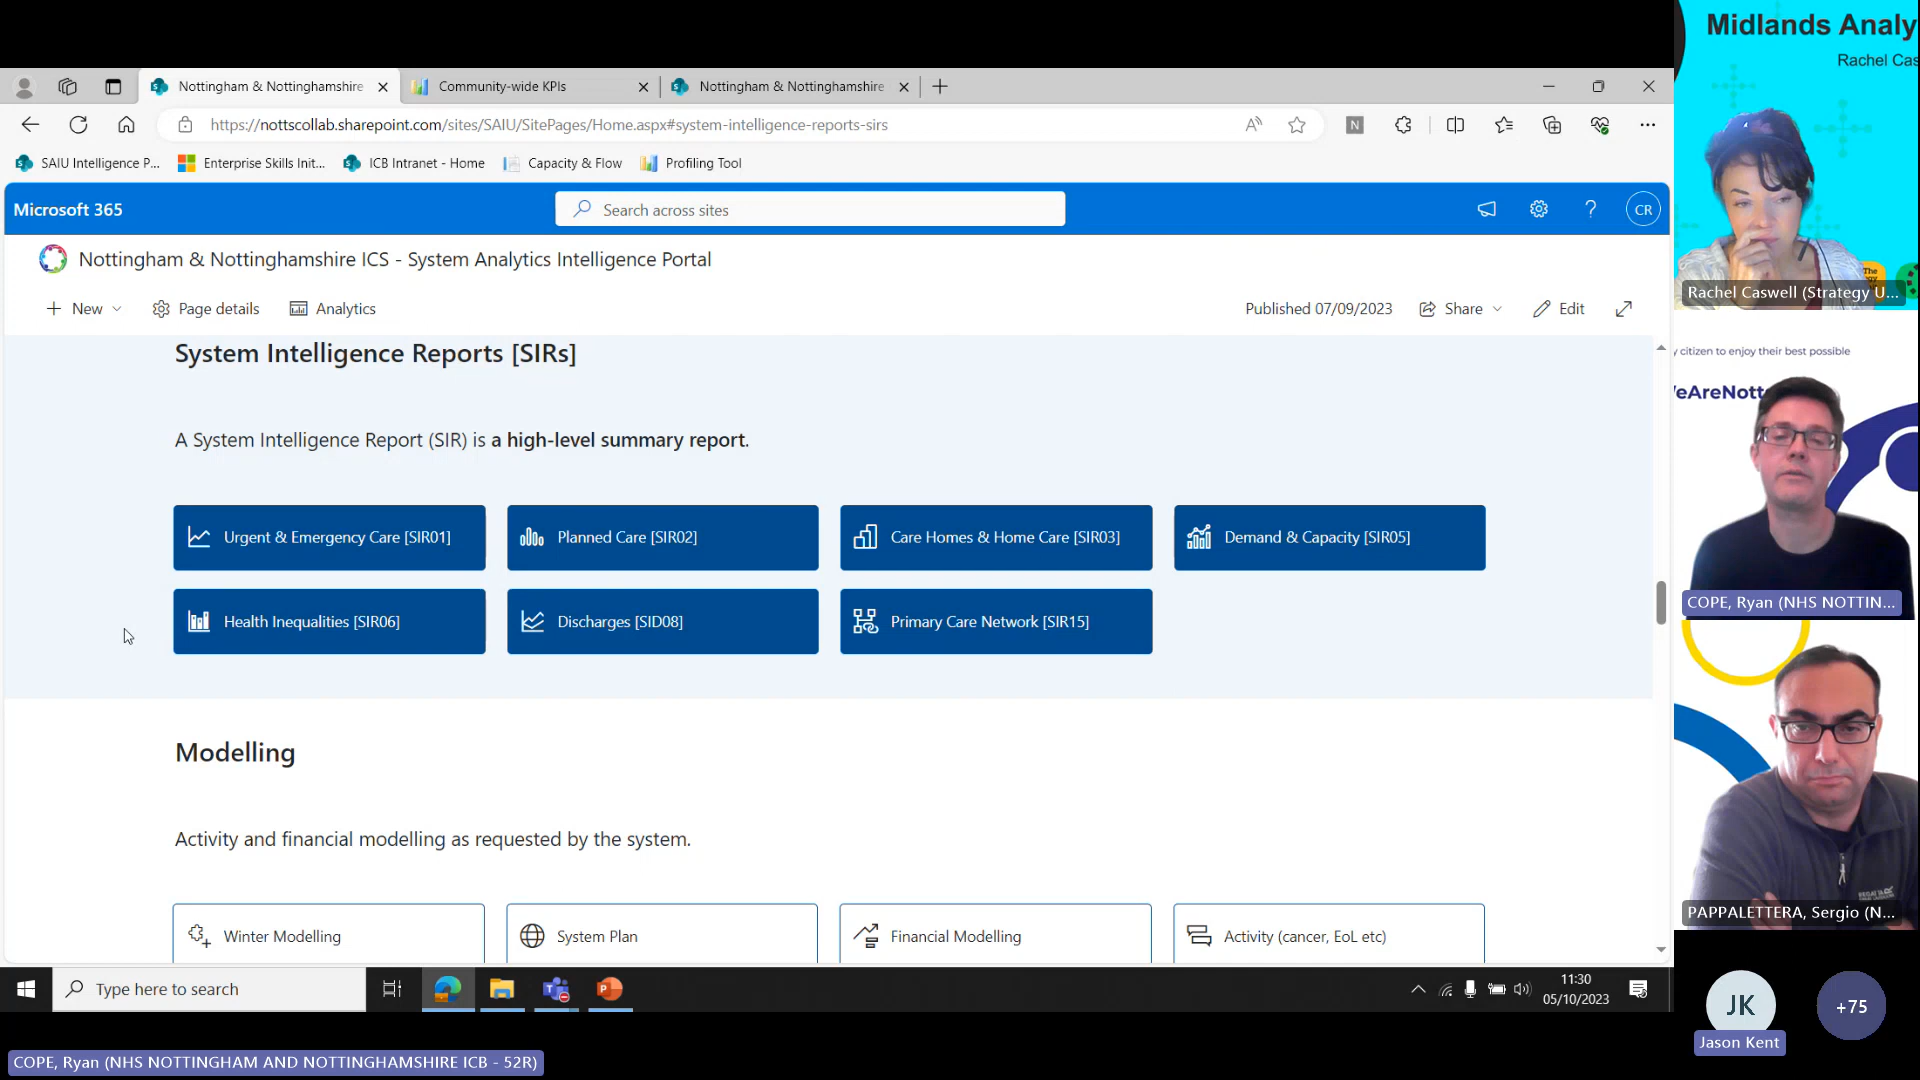 Midlands Analy
Rachel Cas
Nottingham & Nottinghamshire
Community-wide KPIs
Nottingham & Nottinghamshire
https://nottscollab.sharepoint.com/sites/SAIU/SitePages/Home.aspx#system-intelligence-reports-sirs
N
SAIU Intelligence P...
Enterprise Skills Init...
ICB Intranet - Home
Capacity & Flow
Profiling Tool
Microsoft 365
Search across sites
?
CR
Nottingham & Nottinghamshire ICS - System Analytics Intelligence Portal
New
Page details
Analytics
Published 07/09/2023
Share
Edit
System Intelligence Reports [SIRs]
A System Intelligence Report (SIR) is a high-level summary report.
Urgent & Emergency Care [SIR01]
Planned Care [SIR02]
Care Homes & Home Care [SIR03]
Demand & Capacity [SIR05]
Health Inequalities [SIR06]
Discharges [SID08]
Primary Care Network [SIR15]
Modelling
Activity and financial modelling as requested by the system.
Winter Modelling
System Plan
Financial Modelling
Activity (cancer, EoL etc)
Type here to search
11:30
05/10/2023
The
Rachel Caswell (Strategy U...
y citizen to enjoy their best possible
eAreNott
COPE, Ryan (NHS NOTTIN...
PAPPALETTERA, Sergio (N...
JK
Jason Kent
+75
COPE, Ryan (NHS NOTTINGHAM AND NOTTINGHAMSHIRE ICB - 52R)